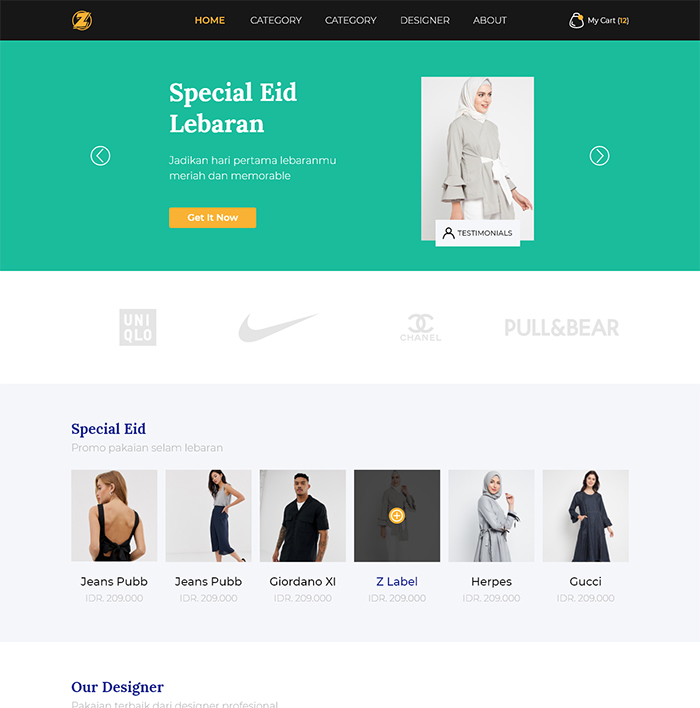 Z
HOME CATEGORY CATEGORY DESIGNER ABOUT My Cart (12)
Special Eid
Lebaran
Jadikan hari pertama lebaranmu
meriah dan memorable
Get It Now
TESTIMONIALS
UNI
QLO
CHANEL
PULL&BEAR
Special Eid
Promo pakaian selam lebaran
Jeans Pubb Jeans Pubb Giordano XI Z Label Herpes Gucci
IDR. 209.000 IDR. 209.000 IDR. 209.000 IDR. 209.000 IDR. 209.000 IDR. 209.000
Our Designer
Pakaian terbaik dari designer profesional